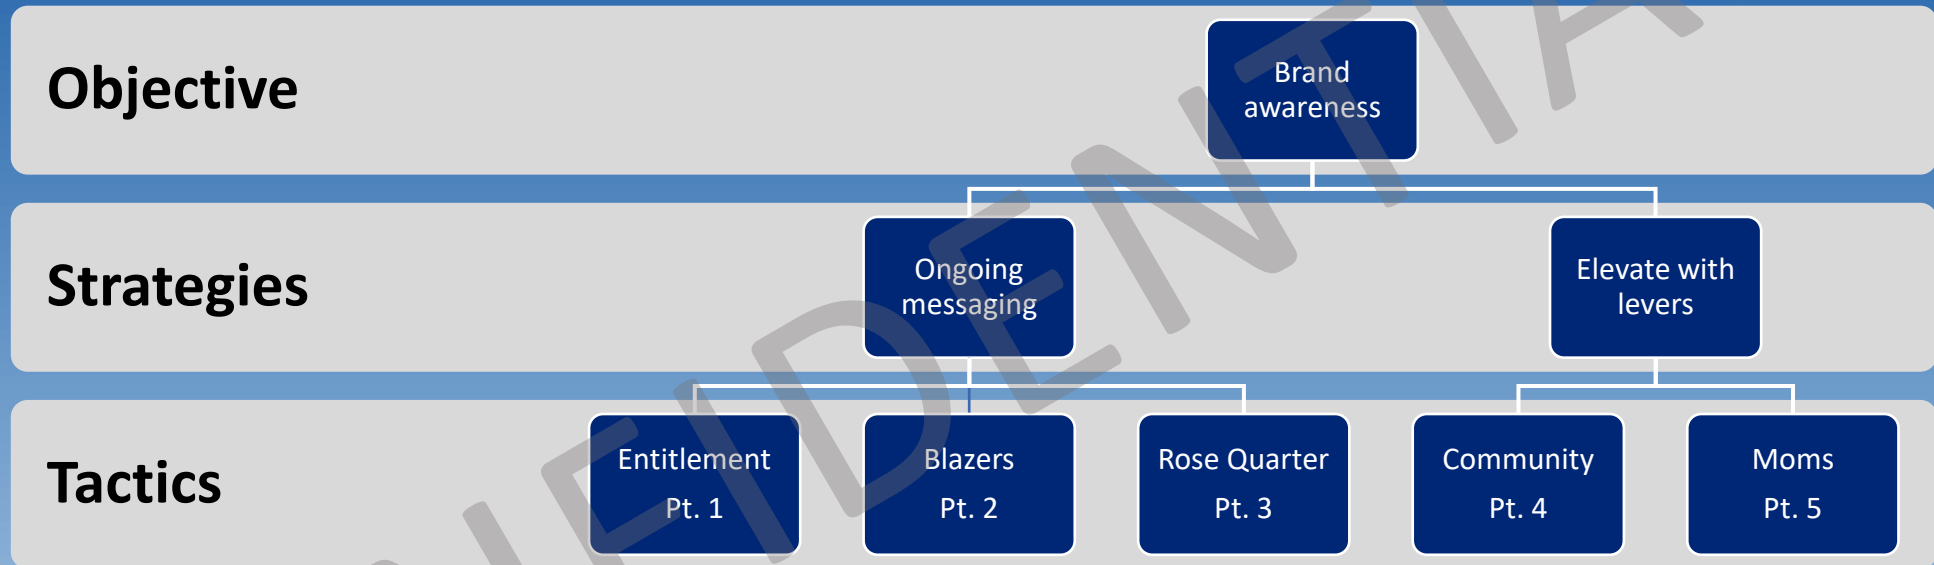 Objective
Brand
awareness
Strategies
Ongoing
messaging
Elevate with
levers
Tactics
Entitlement
Pt. 1
Blazers
Pt. 2
Rose Quarter
Pt. 3
Community
Pt. 4
Moms
Pt. 5
NFIDENTIA